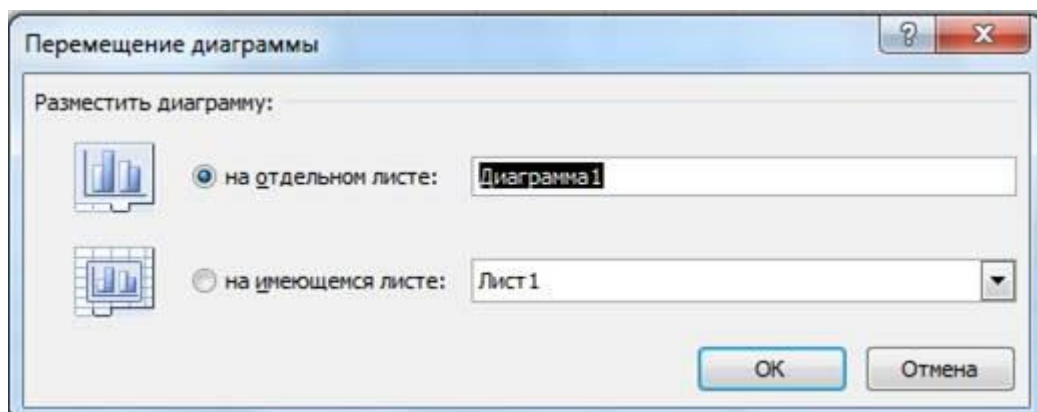 Перемещение диаграммы
Разместить диаграмму:
на отдельном листе: Диаграмма1
на имеющемся листе: Лист1
ОК Отмена